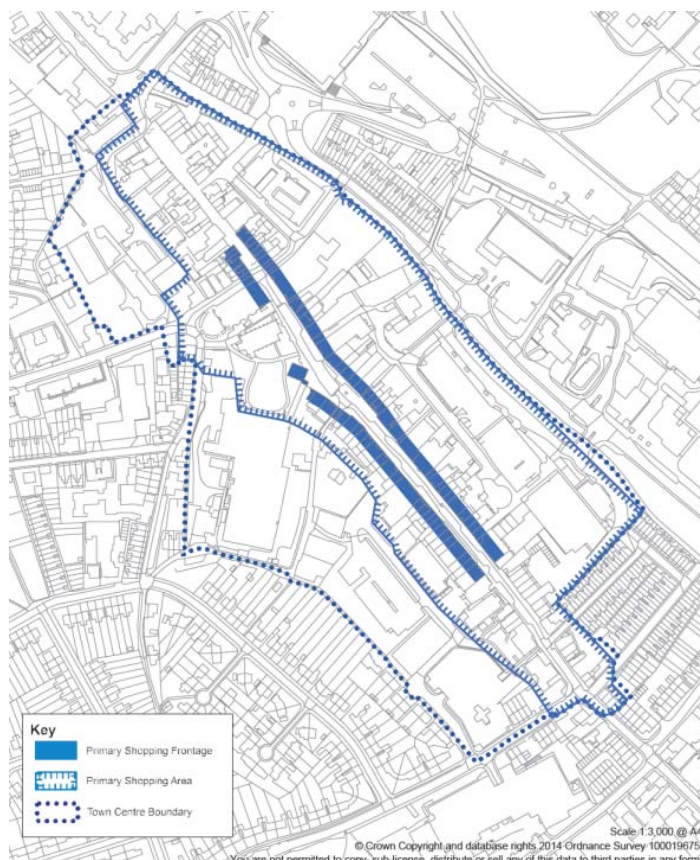 Key
Primary Shopping Frontage
Primary Shopping Area
Town Centre Boundary
Scale 1:3,000 @ A4
© Crown Copyright and database rights 2014 Ordnance Survey 10001967
You are not permitted to copy, sub-license, distribute or sell any of this data to third parties in any